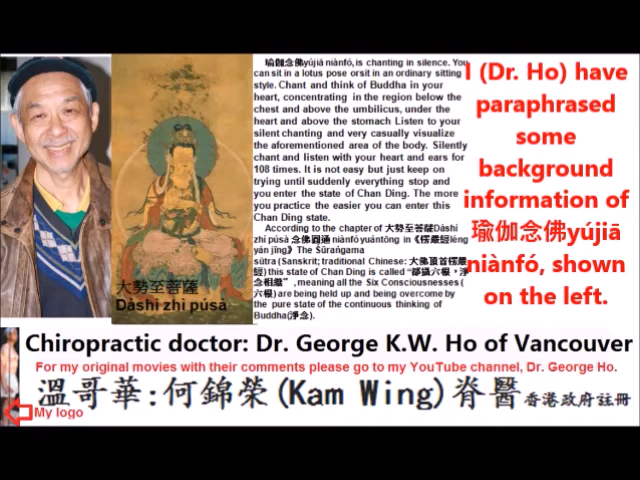 瑜伽念佛yújiā niànfó, is chanting in silence. You
can sit in a lotus pose orsit in an ordinary sitting
style. Chant and think of Buddha in your
heart, concentrating in the region below the
chest and above the umbilicus, under the
heart and above the stomach Listen to your
silent chanting and very casually visualize
the aforementioned area of the body. Silently
chant and listen with your heart and ears for
108 times. It is not easy but just keep on
trying until suddenly everything stop and
you enter the state of Chan Ding. The more
you practice the easier you can enter this
Chan Ding state.
According to the chapter of 大勢至菩薩Dàshì
zhì púsà 念佛圓通 niànfó yuántōng in《楞嚴經léng
yán jīng》The Śūraṅgama
sūtra (Sanskrit; traditional Chinese: 大佛頂首楞嚴
經) this state of Chan Ding is called “都攝六根，淨
念相繼”, meaning all the Six Consciousnesses (
六根) are being held up and being overcome by
the pure state of the continuous thinking of
Buddha(淨念).
大勢至菩薩
Dàshì zhì púsà
I (Dr. Ho) have
paraphrased
some
background
information of
瑜伽念佛yújiā
niànfó, shown
on the left.
Chiropractic doctor: Dr. George K.W. Ho of Vancouver
For my original movies with their comments please go to my YouTube channel, Dr. George Ho.
溫哥華:何錦榮(Kam Wing)脊醫香港政府註冊
My logo